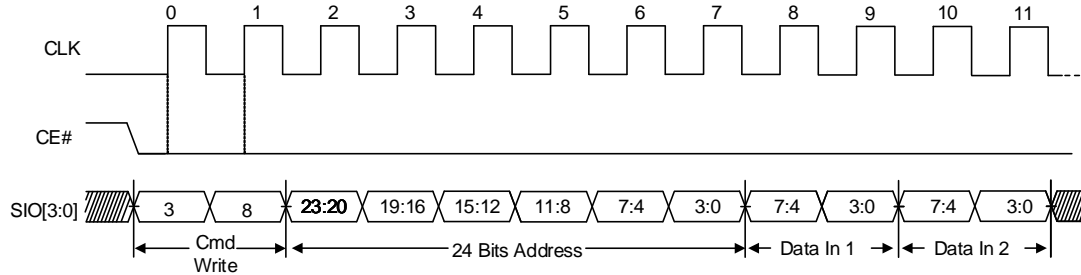 0 1 2 3 4 5 6 7 8 9 10 11
CLK
CE#
SIO[3:0] 3 8 23:20 19:16 15:12 11:8 7:4 3:0 7:4 3:0 7:4 3:0
Cmd 24 Bits Address Data In 1 Data In 2
Write